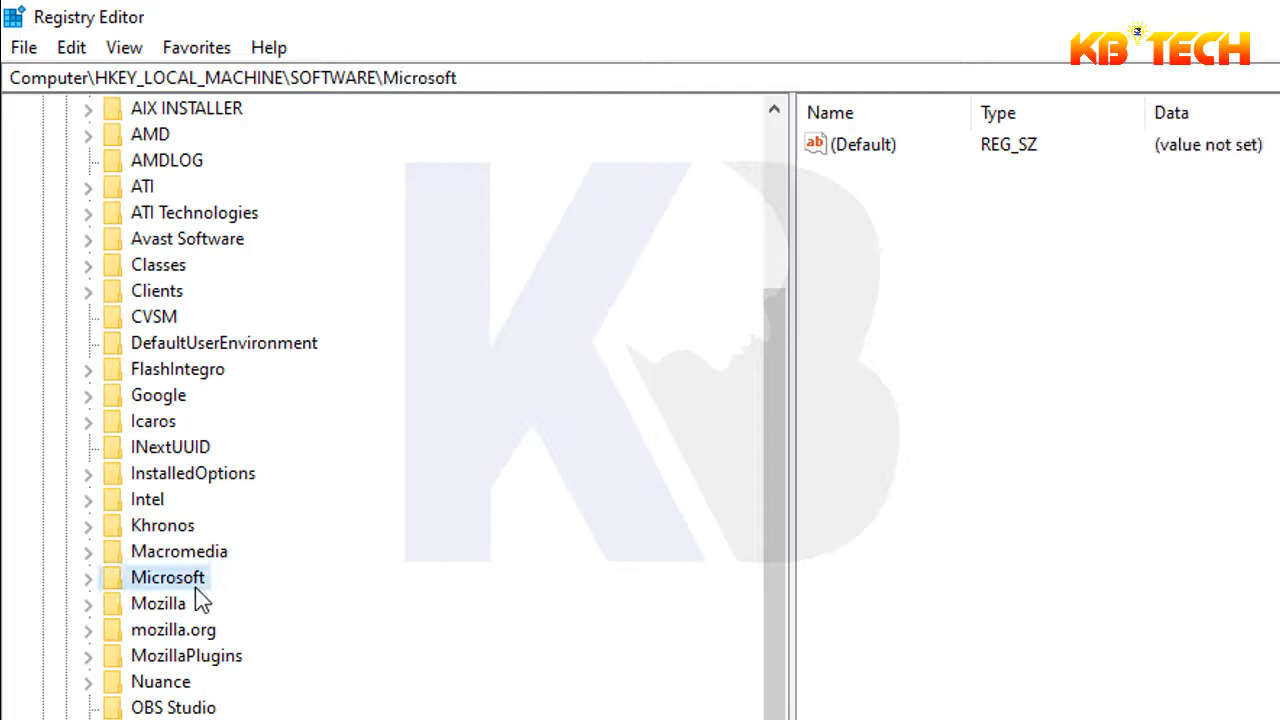 Registry Editor
KB TECH
File Edit View Favorites Help
Computer\HKEY_LOCAL_MACHINE\SOFTWARE\Microsoft
AIX INSTALLER
AMD
AMDLOG
ATI
ATI Technologies
Avast Software
Classes
Clients
CVSM
DefaultUserEnvironment
FlashIntegro
Google
Icaros
INextUUID
InstalledOptions
Intel
Khronos
Macromedia
Microsoft
Mozilla
mozilla.org
MozillaPlugins
Nuance
OBS Studio
Name Type Data
ab (Default) REG_SZ (value not set)
KB